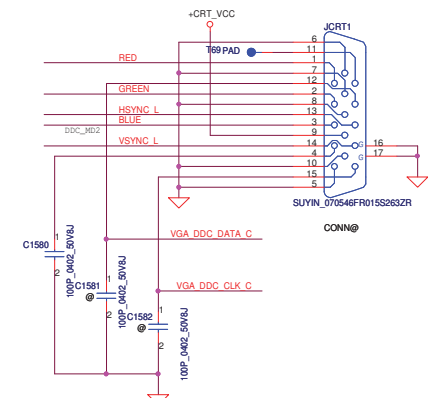 +CRT_VCC
JCRT1
T69 PAD
6
11
RED
1
7
12
GREEN
2
8
HSYNC_L
13
BLUE
3
DDC_MD2
9
VSYNC_L
14
G
16
4
G
17
10
15
5
SUYIN_070546FR015S263ZR
CONN@
C1580
1
2
100P_0402_50V8J
VGA_DDC_DATA_C
C1581
@
1
2
100P_0402_50V8J
VGA_DDC_CLK_C
C1582
@
1
2
100P_0402_50V8J